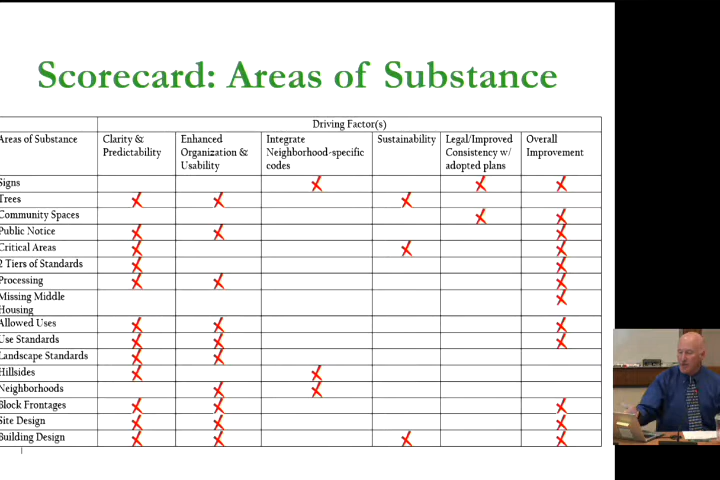 Scorecard: Areas of Substance
Driving Factor(s)
Areas of Substance
Clarity &
Predictability
Enhanced
Organization &
Usability
Integrate
Neighborhood-specific
codes
Sustainability
Legal/Improved
Consistency w/
adopted plans
Overall
Improvement
Signs
Trees
Community Spaces
Public Notice
Critical Areas
2 Tiers of Standards
Processing
Missing Middle
Housing
Allowed Uses
Use Standards
Landscape Standards
Hillsides
Neighborhoods
Block Frontages
Site Design
Building Design